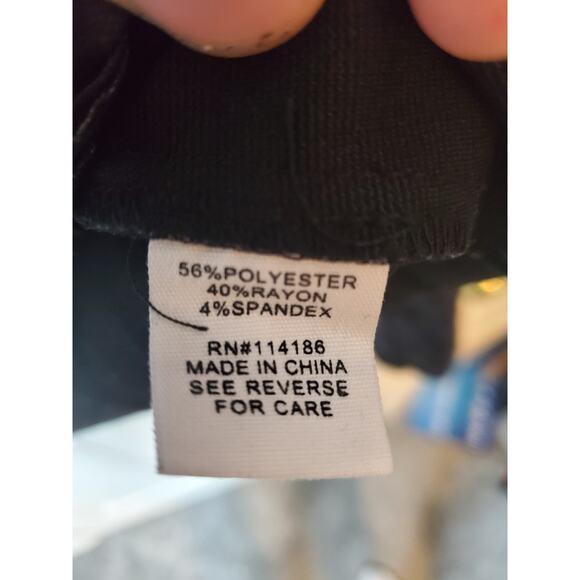 56%POLYESTER
40%RAYON
4%SPANDEX
RN#114186
MADE IN CHINA
SEE REVERSE
FOR CARE